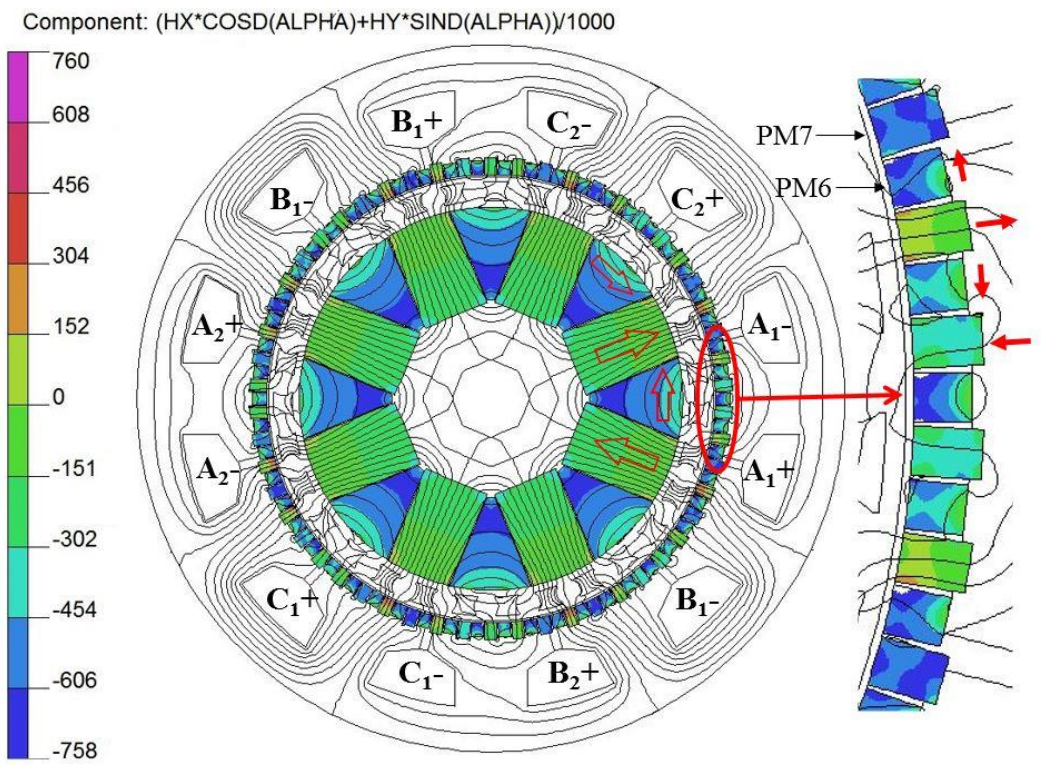 Component: (HX*COSD(ALPHA)+HY*SIND(ALPHA))/1000
760
608
456
304
152
0
-151
-302
-454
-606
-758
B1+
C2-
B1-
C2+
A2+
A1-
A2-
A1+
C1+
B1-
C1-
B2+
PM7
PM6